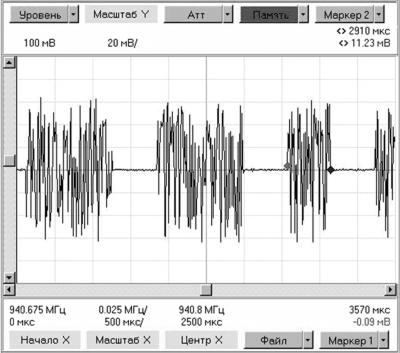 Уровень Масштаб Y Атт Память Маркер 2
<> 2910 мкс
100 мВ 20 мВ/ <> 11.23 мВ
940.675 МГц 0.025 МГц/ 940.8 МГц 3570 мкс
0 мкс 500 мкс/ 2500 мкс -0.09 мВ
Начало X Масштаб X Центр X Файл Маркер 1